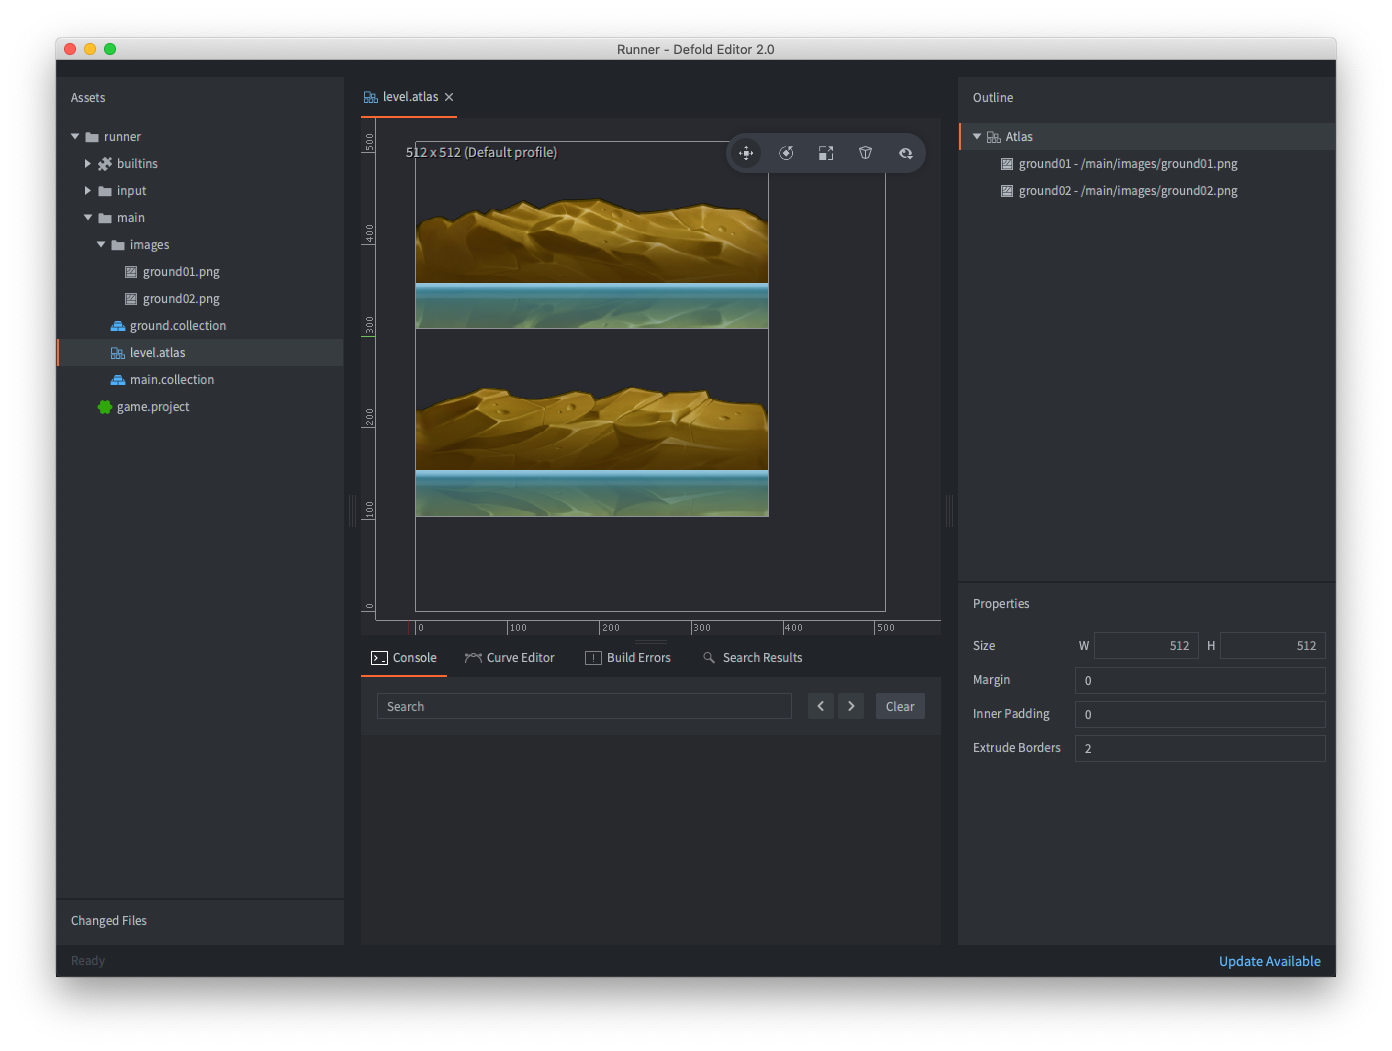 Runner - Defold Editor 2.0
Assets
runner
builtins
input
main
images
ground01.png
ground02.png
ground.collection
level.atlas
main.collection
game.project
Changed Files
Ready
level.atlas
512 x 512 (Default profile)
500
400
300
200
100
0
0
100
200
300
400
500
Console
Curve Editor
Build Errors
Search Results
Search
Clear
Outline
Atlas
ground01 - /main/images/ground01.png
ground02 - /main/images/ground02.png
Properties
Size W 512 H 512
Margin 0
Inner Padding 0
Extrude Borders 2
Update Available